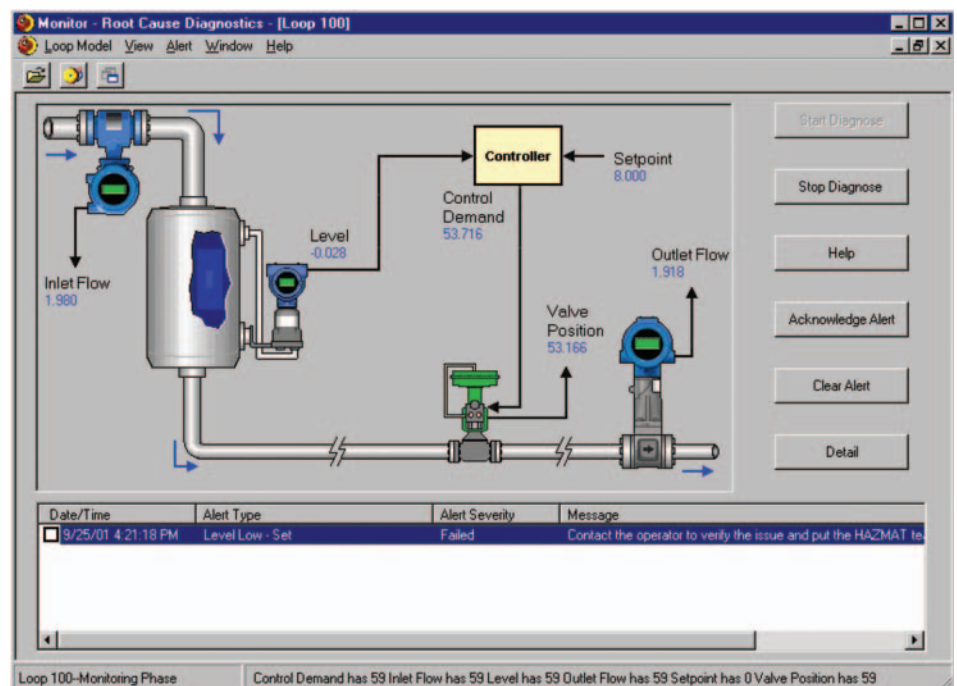 Monitor - Root Cause Diagnostics - [Loop 100]
Loop Model View Alert Window Help
Start Diagnose
Controller
Setpoint
8.000
Stop Diagnose
Control
Demand
53.716
Level
-0.028
Outlet Flow
1.918
Help
Inlet Flow
1.980
Valve
Position
53.166
Acknowledge Alert
Clear Alert
Detail
Date/Time Alert Type Alert Severity Message
9/25/01 4:21:18 PM Level Low - Set Failed Contact the operator to verify the issue and put the HAZMAT te
Loop 100--Monitoring Phase Control Demand has 59 Inlet Flow has 59 Level has 59 Outlet Flow has 59 Setpoint has 0 Valve Position has 59